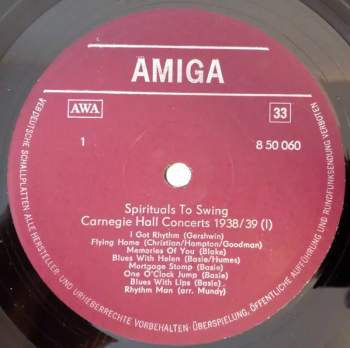 AMIGA
AWA
33
1
8 50 060
Spirituals To Swing
Carnegie Hall Concerts 1938/39 (I)
I Got Rhythm (Gershwin)
Flying Home (Christian/Hampton/Goodman)
Memories Of You (Blake)
Blues With Helen (Basie/Humes)
Mortgage Stomp (Basie)
One O'Clock Jump (Basie)
Blues With Lips (Basie)
Rhythm Man (arr. Mundy)
VEB DEUTSCHE SCHALLPLATTEN · ALLE HERSTELLER- UND URHEBERRECHTE VORBEHALTEN · ÜBERSPIELUNG, ÖFFENTLICHE AUFFÜHRUNG UND RUNDFUNKSENDUNG VERBOTEN